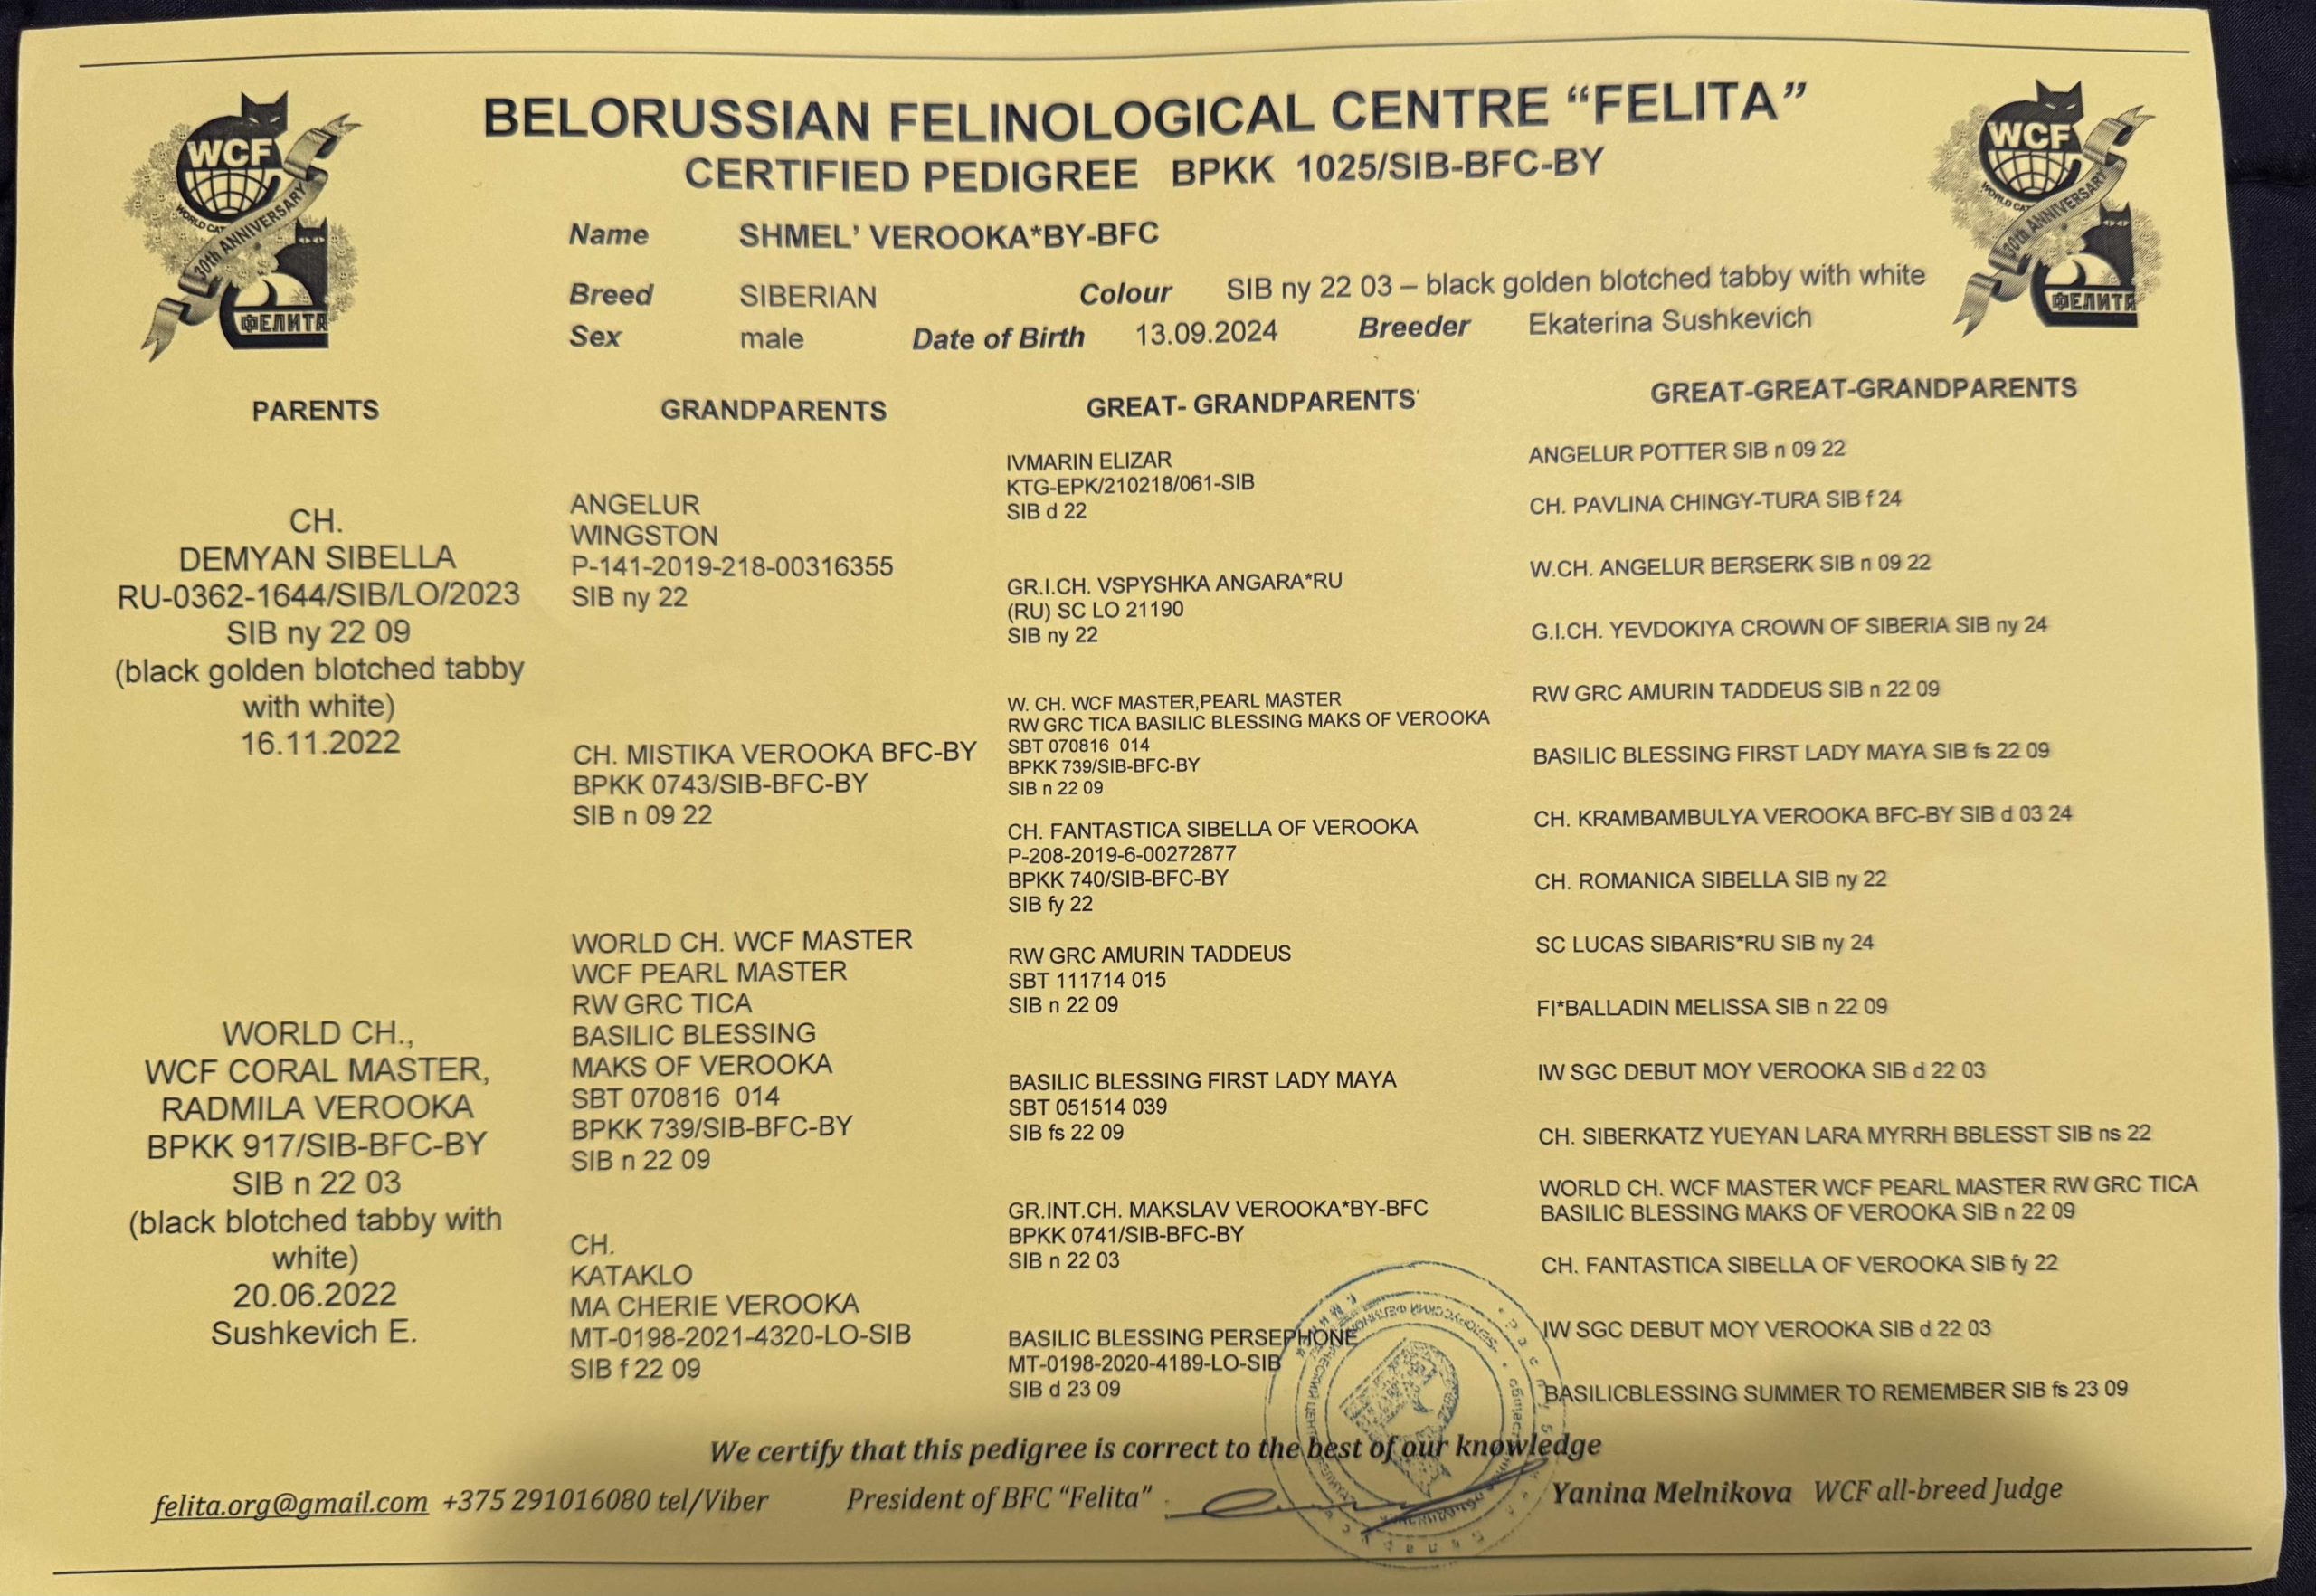 BELORUSSIAN FELINOLOGICAL CENTRE “FELITA”
CERTIFIED PEDIGREE BPKK 1025/SIB-BFC-BY
WCF
30th ANNIVERSARY
ФЕЛИТА
WCF
30th ANNIVERSARY
ФЕЛИТА
Name SHMEL’ VEROOKA*BY-BFC
Breed SIBERIAN Colour SIB ny 22 03 – black golden blotched tabby with white
Sex male Date of Birth 13.09.2024 Breeder Ekaterina Sushkevich
PARENTS
CH.
DEMYAN SIBELLA
RU-0362-1644/SIB/LO/2023
SIB ny 22 09
(black golden blotched tabby
with white)
16.11.2022
WORLD CH.,
WCF CORAL MASTER,
RADMILA VEROOKA
BPKK 917/SIB-BFC-BY
SIB n 22 03
(black blotched tabby with
white)
20.06.2022
Sushkevich E.
GRANDPARENTS
ANGELUR
WINGSTON
P-141-2019-218-00316355
SIB ny 22
CH. MISTIKA VEROOKA BFC-BY
BPKK 0743/SIB-BFC-BY
SIB n 09 22
WORLD CH. WCF MASTER
WCF PEARL MASTER
RW GRC TICA
BASILIC BLESSING
MAKS OF VEROOKA
SBT 070816 014
BPKK 739/SIB-BFC-BY
SIB n 22 09
CH.
KATAKLO
MA CHERIE VEROOKA
MT-0198-2021-4320-LO-SIB
SIB f 22 09
GREAT- GRANDPARENTS'
IVMARIN ELIZAR
KTG-EPK/210218/061-SIB
SIB d 22
GR.I.CH. VSPYSHKA ANGARA*RU
(RU) SC LO 21190
SIB ny 22
W. CH. WCF MASTER,PEARL MASTER
RW GRC TICA BASILIC BLESSING MAKS OF VEROOKA
SBT 070816 014
BPKK 739/SIB-BFC-BY
SIB n 22 09
CH. FANTASTICA SIBELLA OF VEROOKA
P-208-2019-6-00272877
BPKK 740/SIB-BFC-BY
SIB fy 22
RW GRC AMURIN TADDEUS
SBT 111714 015
SIB n 22 09
BASILIC BLESSING FIRST LADY MAYA
SBT 051514 039
SIB fs 22 09
GR.INT.CH. MAKSLAV VEROOKA*BY-BFC
BPKK 0741/SIB-BFC-BY
SIB n 22 03
BASILIC BLESSING PERSEPHONE
MT-0198-2020-4189-LO-SIB
SIB d 23 09
GREAT-GREAT-GRANDPARENTS
ANGELUR POTTER SIB n 09 22
CH. PAVLINA CHINGY-TURA SIB f 24
W.CH. ANGELUR BERSERK SIB n 09 22
G.I.CH. YEVDOKIYA CROWN OF SIBERIA SIB ny 24
RW GRC AMURIN TADDEUS SIB n 22 09
BASILIC BLESSING FIRST LADY MAYA SIB fs 22 09
CH. KRAMBAMBULYA VEROOKA BFC-BY SIB d 03 24
CH. ROMANICA SIBELLA SIB ny 22
SC LUCAS SIBARIS*RU SIB ny 24
FI*BALLADIN MELISSA SIB n 22 09
IW SGC DEBUT MOY VEROOKA SIB d 22 03
CH. SIBERKATZ YUEYAN LARA MYRRH BBLESST SIB ns 22
WORLD CH. WCF MASTER WCF PEARL MASTER RW GRC TICA
BASILIC BLESSING MAKS OF VEROOKA SIB n 22 09
CH. FANTASTICA SIBELLA OF VEROOKA SIB fy 22
IW SGC DEBUT MOY VEROOKA SIB d 22 03
BASILICBLESSING SUMMER TO REMEMBER SIB fs 23 09
We certify that this pedigree is correct to the best of our knowledge
felita.org@gmail.com +375 291016080 tel/Viber President of BFC “Felita” Yanina Melnikova WCF all-breed Judge